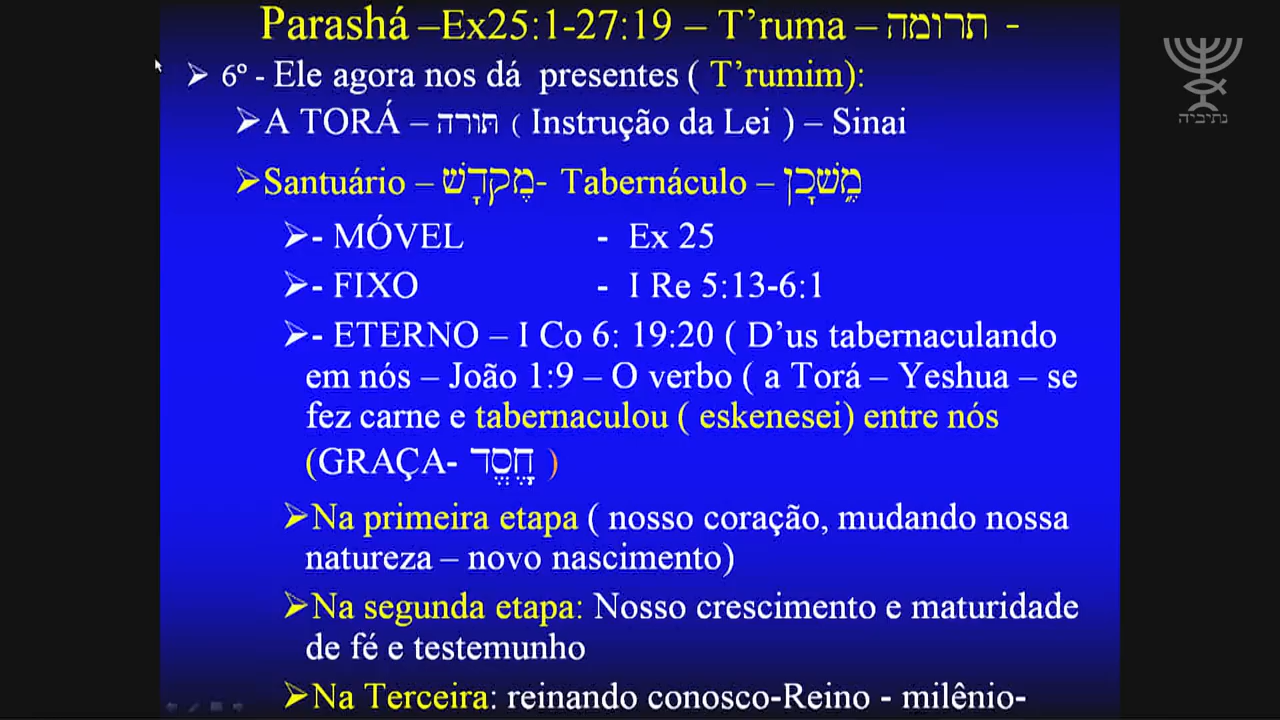 Parashá –Ex25:1-27:19 – T’ruma – תרומה -
6º - Ele agora nos dá presentes ( T’rumim):
A TORÁ – תורה ( Instrução da Lei ) – Sinai
Santuário – מֶקדָשׁ- Tabernáculo – מֱשׁכָן
- MÓVEL - Ex 25
- FIXO - I Re 5:13-6:1
- ETERNO – I Co 6: 19:20 ( D’us tabernaculando
em nós – João 1:9 – O verbo ( a Torá – Yeshua – se
fez carne e tabernaculou ( eskenesei) entre nós
(GRAÇA- חֲסֱד )
Na primeira etapa ( nosso coração, mudando nossa
natureza – novo nascimento)
Na segunda etapa: Nosso crescimento e maturidade
de fé e testemunho
Na Terceira: reinando conosco-Reino - milênio-
נתיביה